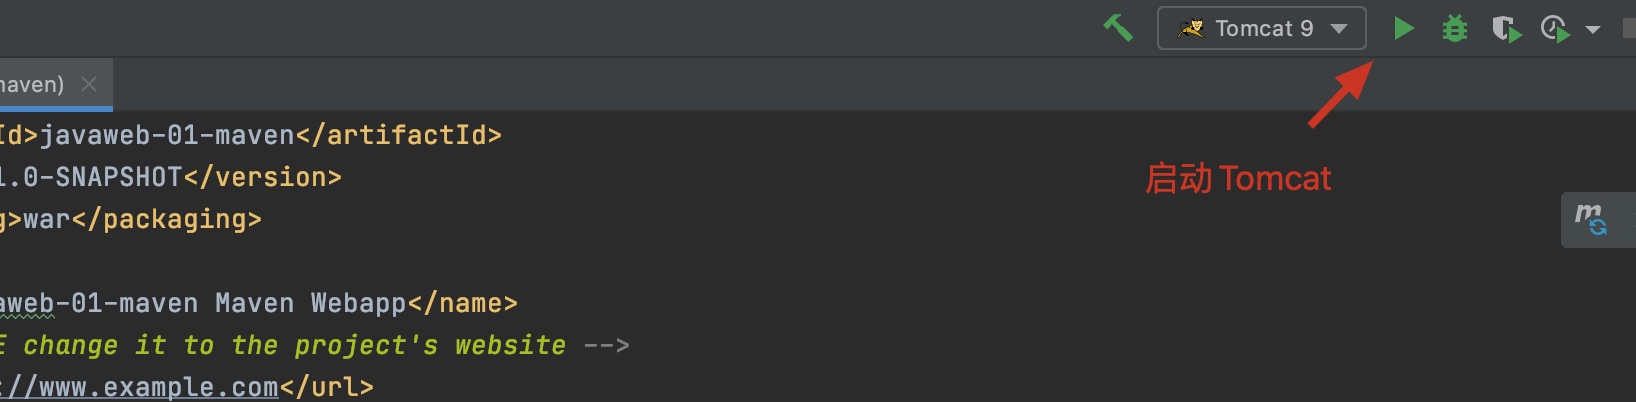 Tomcat 9
maven)
Id>javaweb-01-maven</artifactId>
1.0-SNAPSHOT</version>
启动 Tomcat
g>war</packaging>
m
aweb-01-maven Maven Webapp</name>
E change it to the project's website -->
://www.example.com</url>